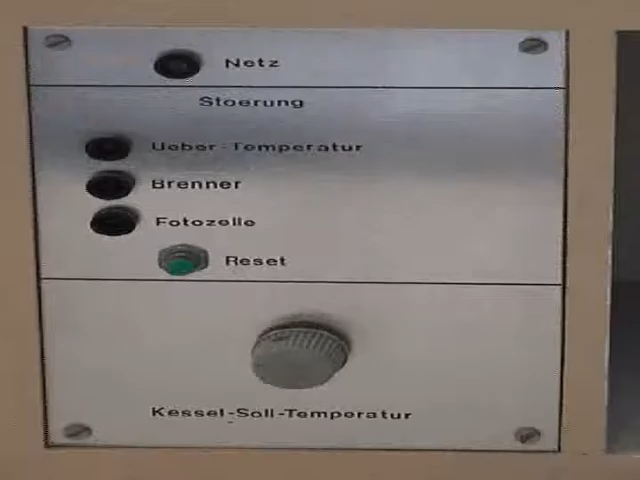 Netz
Stoerung
Ueber-Temperatur
Brenner
Fotozelle
Reset
Kessel-Soll-Temperatur